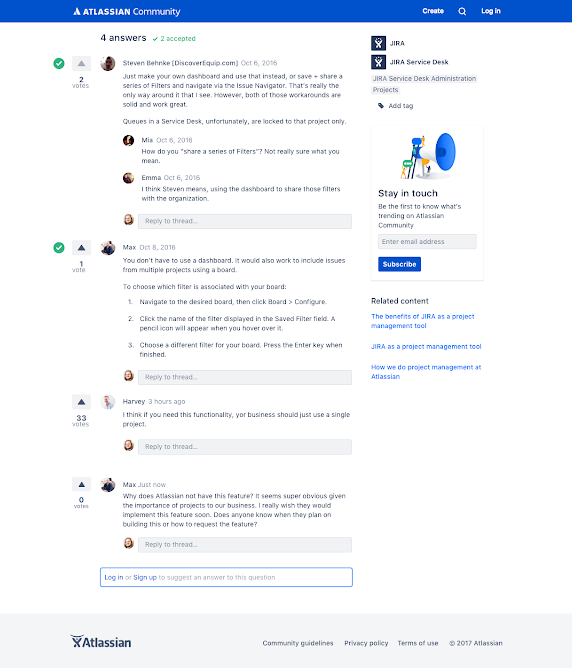 ATLASSIAN Community
Create
Log in
4 answers
2 accepted
Steven Behnke [DiscoverEquip.com] Oct 6, 2016
2
votes
Just make your own dashboard and use that instead, or save + share a
series of Filters and navigate via the Issue Navigator. That's really the
only way around it that I see. However, both of those workarounds are
solid and work great.
Queues in a Service Desk, unfortunately, are locked to that project only.
Mia Oct 6, 2016
How do you "share a series of Filters"? Not really sure what you
mean.
Emma Oct 6, 2016
I think Steven means, using the dashboard to share those filters
with the organization.
Reply to thread...
Max Oct 8, 2016
1
vote
You don't have to use a dashboard. It would also work to include issues
from multiple projects using a board.
To choose which filter is associated with your board:
1. Navigate to the desired board, then click Board > Configure.
2. Click the name of the filter displayed in the Saved Filter field. A
pencil icon will appear when you hover over it.
3. Choose a different filter for your board. Press the Enter key when
finished.
Reply to thread...
Harvey 3 hours ago
33
votes
I think if you need this functionality, yor business should just use a single
project.
Reply to thread...
Max Just now
0
votes
Why does Atlassian not have this feature? It seems super obvious given
the importance of projects to our business. I really wish they would
implement this feature soon. Does anyone know when they plan on
building this or how to request the feature?
Reply to thread...
Log in or Sign up to suggest an answer to this question
JIRA
JIRA Service Desk
JIRA Service Desk Administration
Projects
Add tag
Stay in touch
Be the first to know what's
trending on Atlassian
Community
Enter email address
Subscribe
Related content
The benefits of JIRA as a project
management tool
JIRA as a project management tool
How we do project management at
Atlassian
Atlassian
Community guidelines
Privacy policy
Terms of use
© 2017 Atlassian